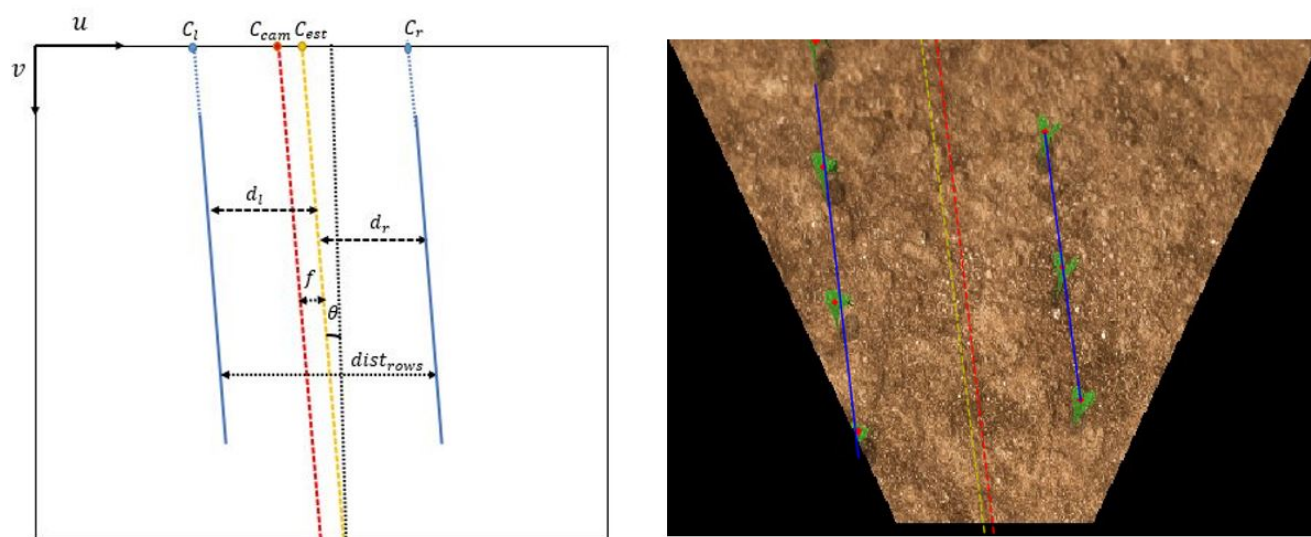 u
C_l
C_cam
C_est
C_r
v
d_l
d_r
f
θ
dist_rows